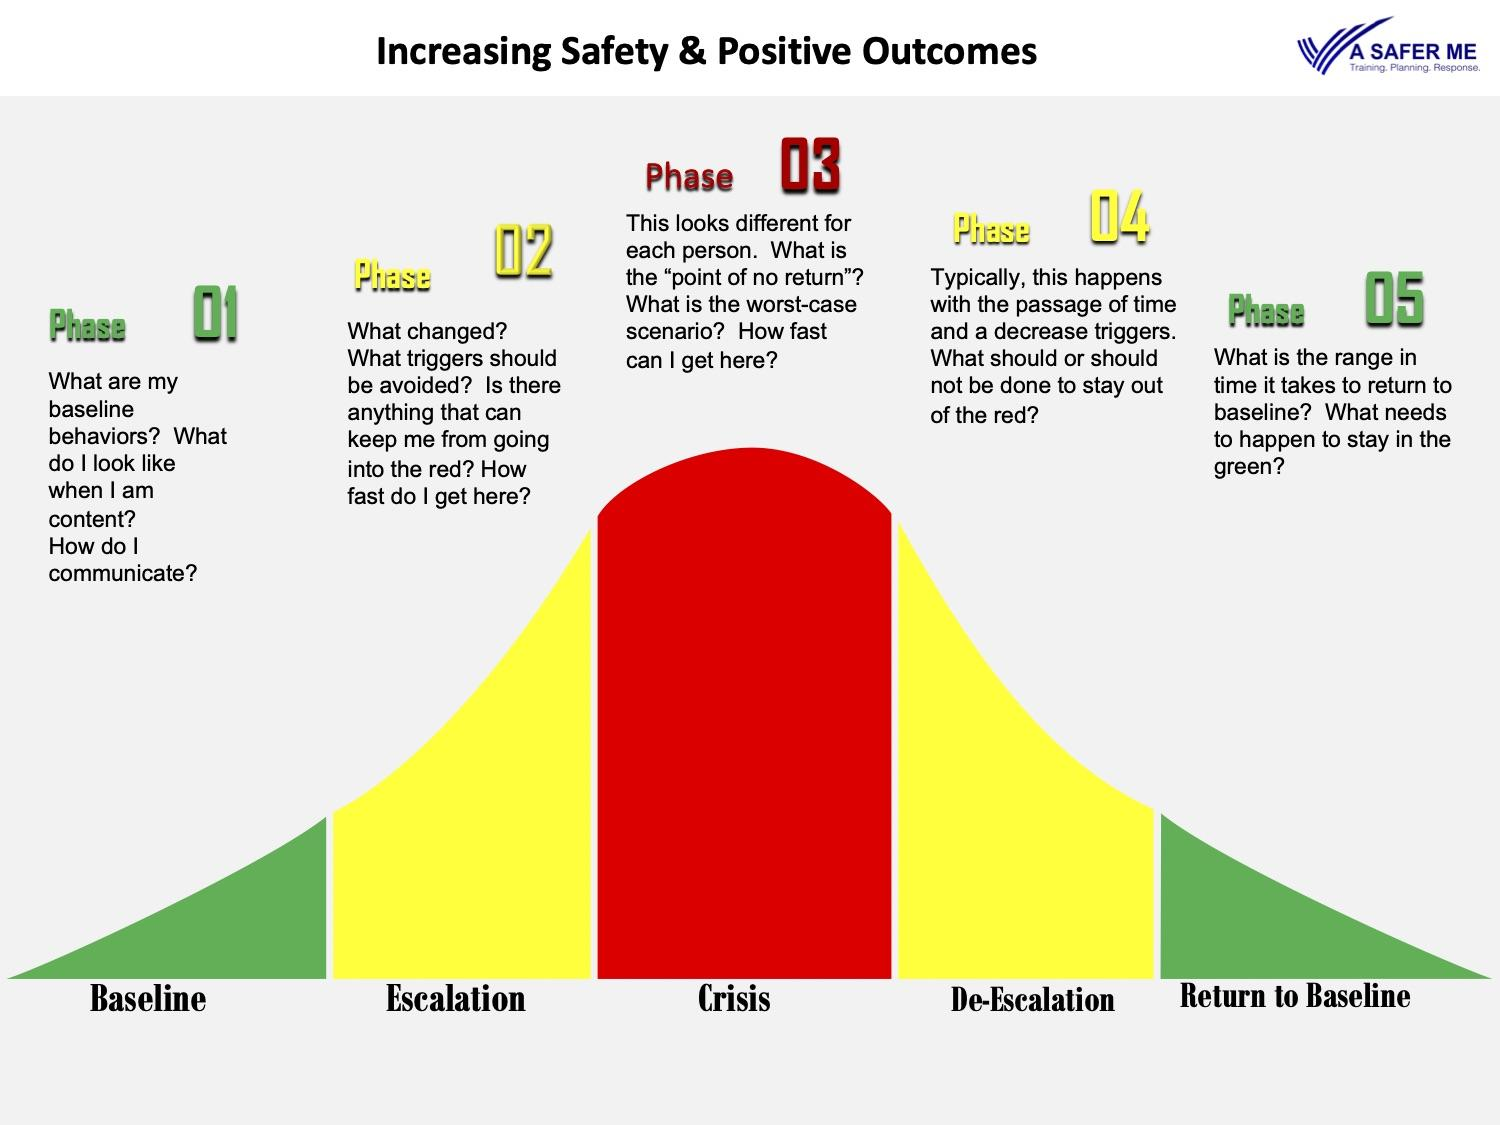 Increasing Safety & Positive Outcomes
A SAFER ME
Training. Planning. Response.
Phase 01
What are my
baseline
behaviors?  What
do I look like
when I am
content?
How do I
communicate?
Phase 02
What changed?
What triggers should
be avoided?  Is there
anything that can
keep me from going
into the red? How
fast do I get here?
Phase 03
This looks different for
each person.  What is
the “point of no return”?
What is the worst-case
scenario?  How fast
can I get here?
Phase 04
Typically, this happens
with the passage of time
and a decrease triggers.
What should or should
not be done to stay out
of the red?
Phase 05
What is the range in
time it takes to return to
baseline?  What needs
to happen to stay in the
green?
Baseline
Escalation
Crisis
De-Escalation
Return to Baseline